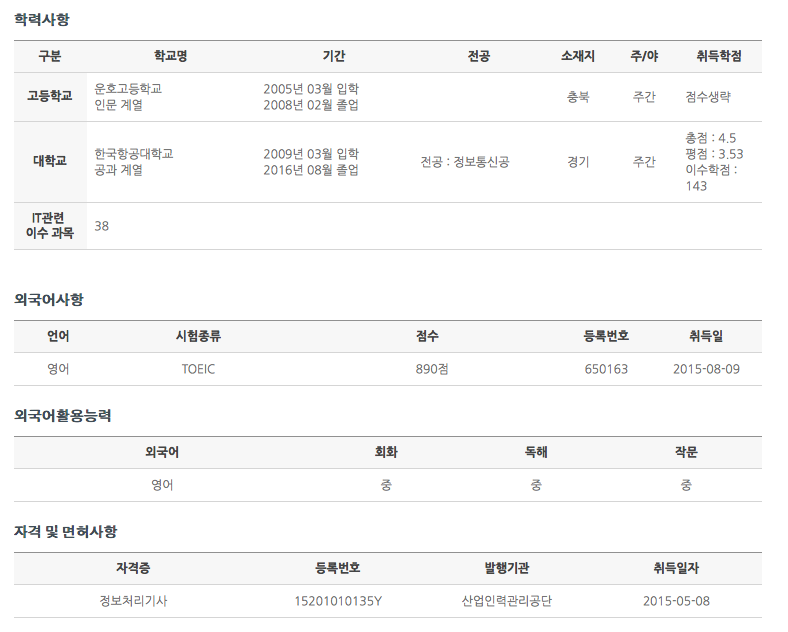 학력사항
구분 학교명 기간 전공 소재지 주/야 취득학점
고등학교 운호고등학교 2005년 03월 입학 충북 주간 점수생략
인문 계열 2008년 02월 졸업
대학교 한국항공대학교 2009년 03월 입학 전공 : 정보통신공 경기 주간 총점 : 4.5
공과 계열 2016년 08월 졸업 평점 : 3.53
이수학점 :
143
IT관련 38
이수 과목
외국어사항
언어 시험종류 점수 등록번호 취득일
영어 TOEIC 890점 650163 2015-08-09
외국어활용능력
외국어 회화 독해 작문
영어 중 중 중
자격 및 면허사항
자격증 등록번호 발행기관 취득일자
정보처리기사 15201010135Y 산업인력관리공단 2015-05-08